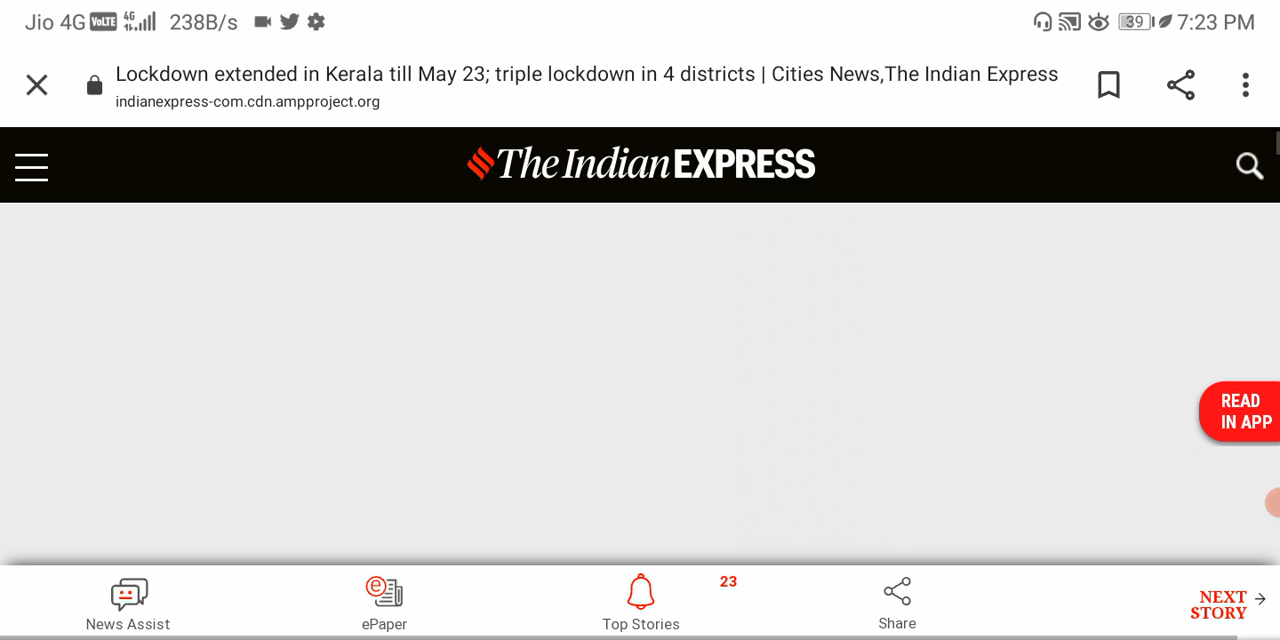 Jio 4G VoLTE 4G 238B/s 39 7:23 PM
Lockdown extended in Kerala till May 23; triple lockdown in 4 districts | Cities News,The Indian Express
indianexpress-com.cdn.ampproject.org
The Indian EXPRESS
READ
IN APP
e 23
News Assist ePaper Top Stories Share
NEXT
STORY